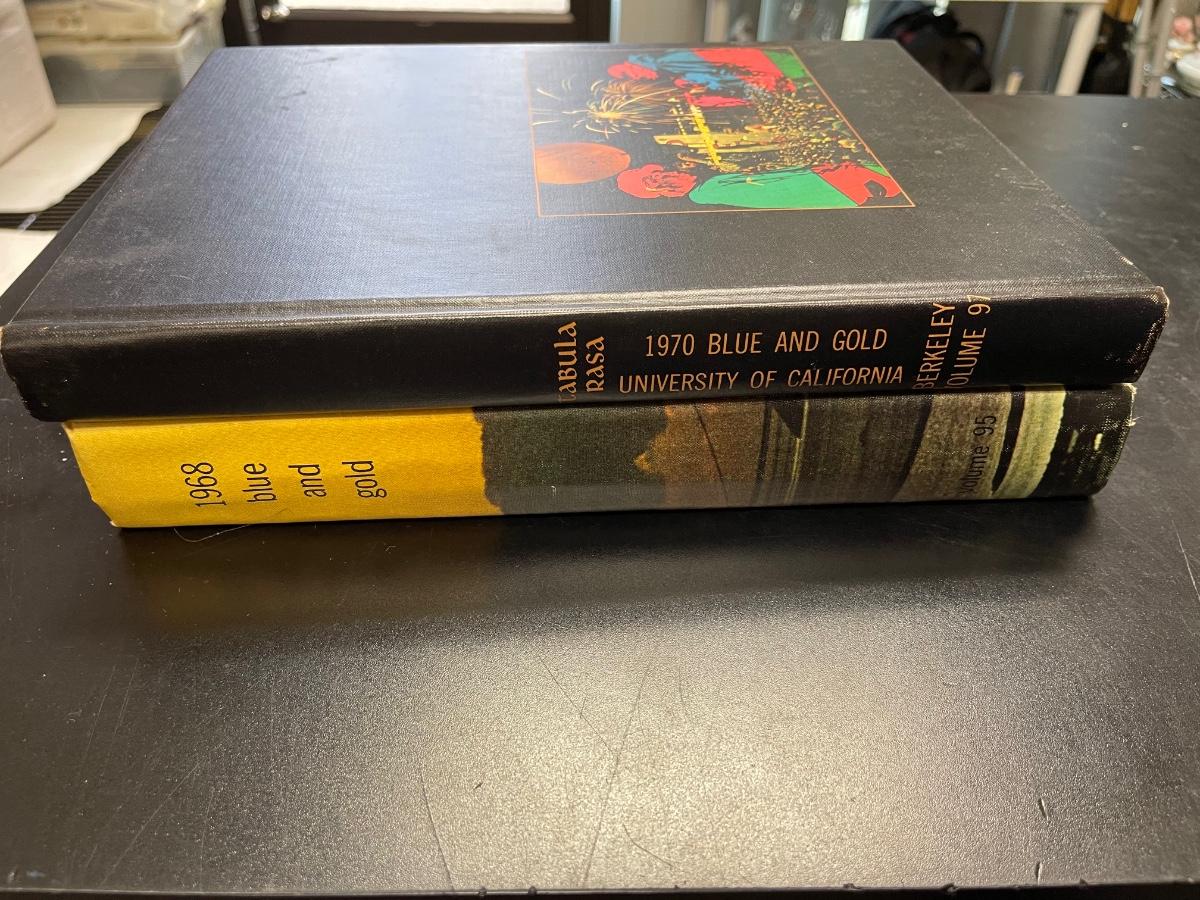 TABULA
RASA
1970 BLUE AND GOLD
UNIVERSITY OF CALIFORNIA
BERKELEY
VOLUME 97
1968
blue
and
gold
Volume 95